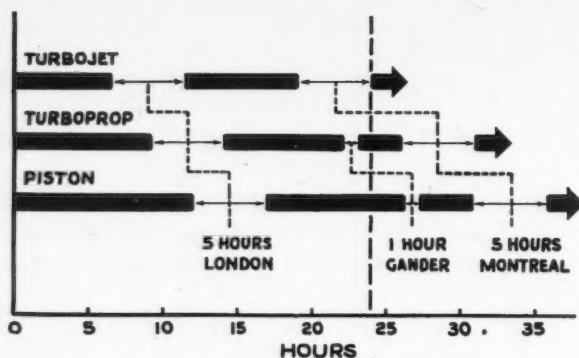 TURBOJET
TURBOPROP
PISTON
5 HOURS
LONDON
1 HOUR
GANDER
5 HOURS
MONTREAL
0 5 10 15 20 25 30 35
HOURS